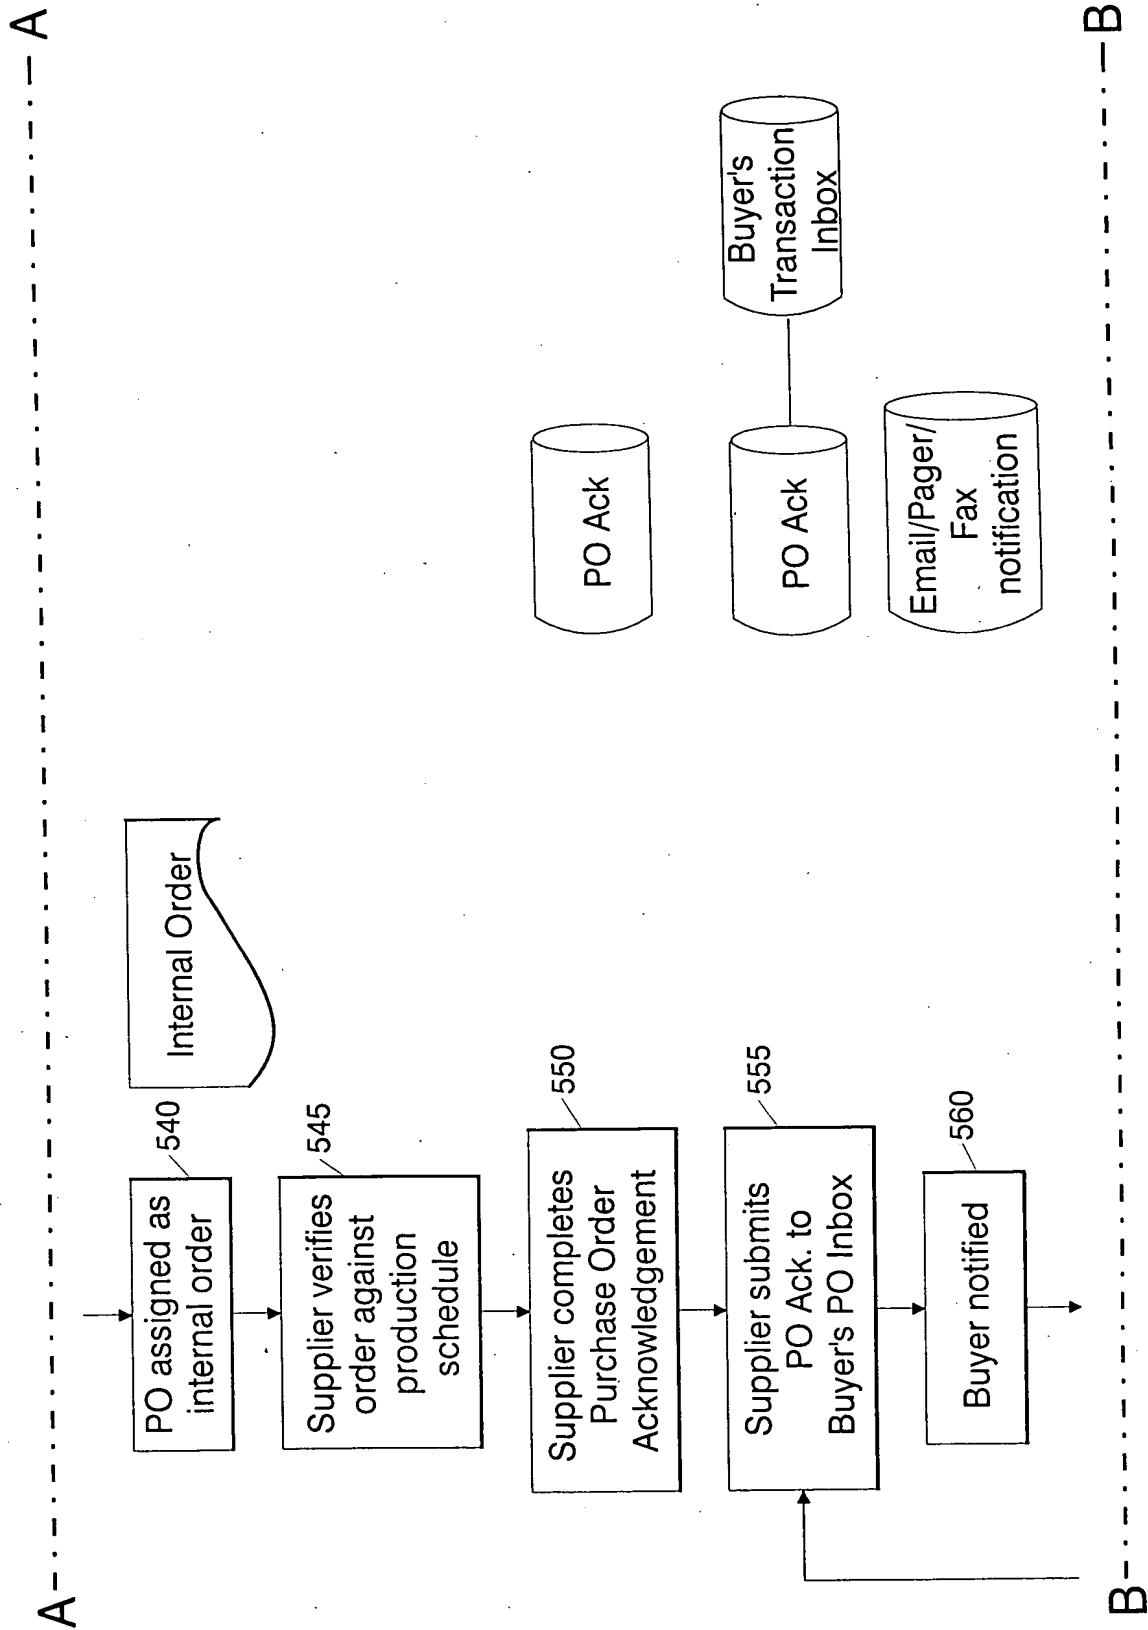 A
A
PO assigned as
internal order
540
Internal Order
Supplier verifies
order against
production
schedule
545
Supplier completes
Purchase Order
Acknowledgement
550
PO Ack
Supplier submits
PO Ack. to
Buyer's PO Inbox
555
PO Ack
Buyer's
Transaction
Inbox
Buyer notified
560
Email/Pager/
Fax
notification
B
B